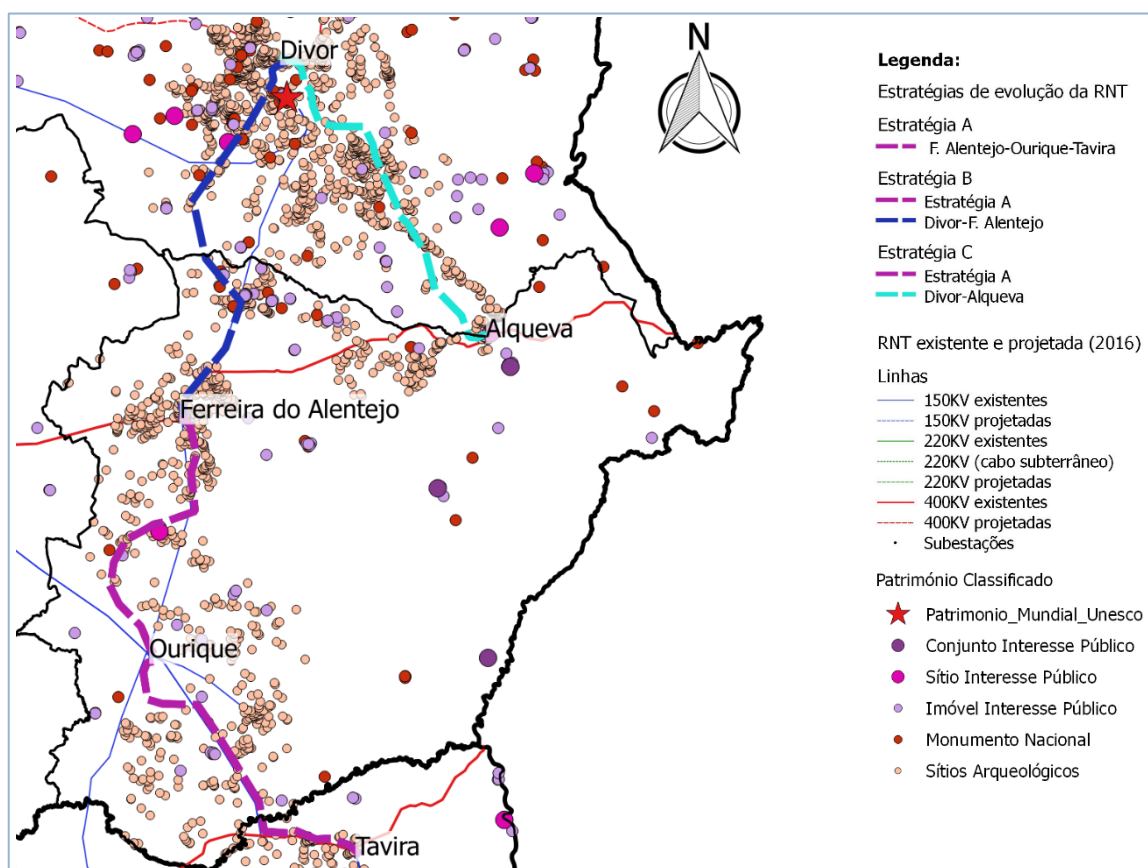 Divor
Alqueva
Ferreira do Alentejo
Ourique
Tavira
N
Legenda:
Estratégias de evolução da RNT
Estratégia A
F. Alentejo-Ourique-Tavira
Estratégia B
Estratégia A
Divor-F. Alentejo
Estratégia C
Estratégia A
Divor-Alqueva
RNT existente e projetada (2016)
Linhas
150KV existentes
150KV projetadas
220KV existentes
220KV (cabo subterrâneo)
220KV projetadas
400KV existentes
400KV projetadas
Subestações
Património Classificado
Patrimonio_Mundial_Unesco
Conjunto Interesse Público
Sítio Interesse Público
Imóvel Interesse Público
Monumento Nacional
Sítios Arqueológicos